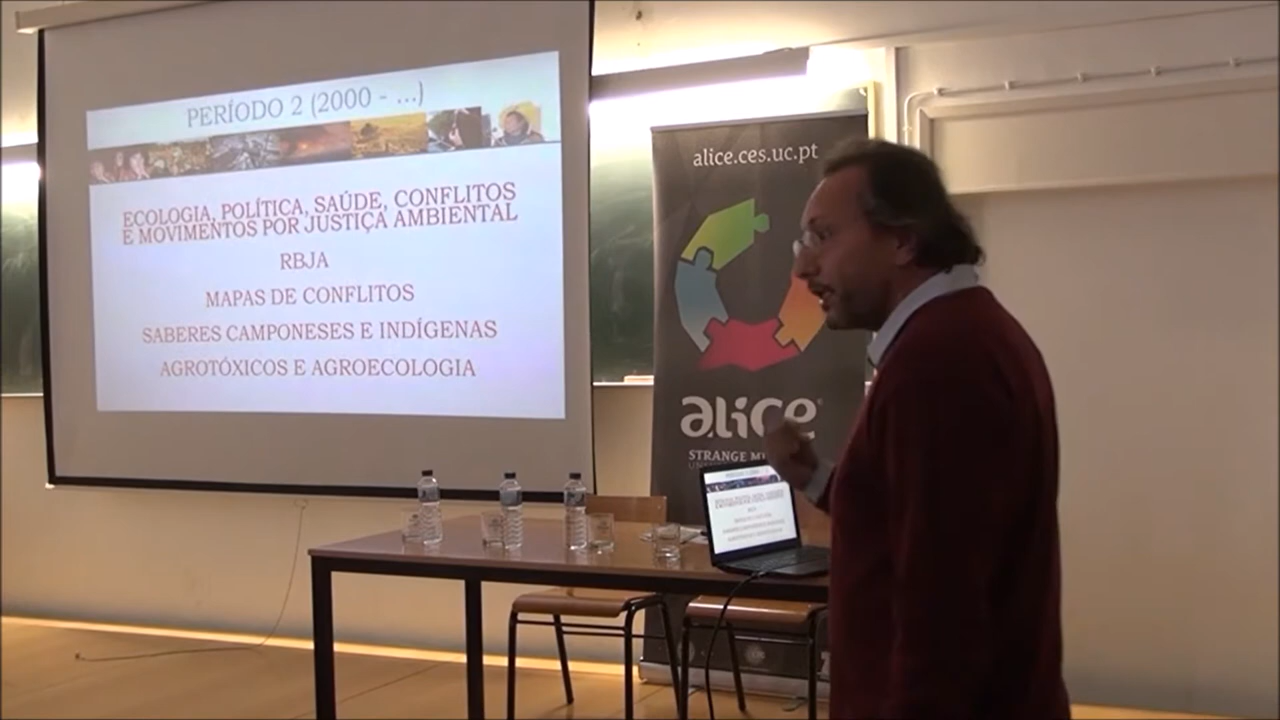 PERÍODO 2 (2000 - ...)
ECOLOGIA, POLÍTICA, SAÚDE, CONFLITOS
E MOVIMENTOS POR JUSTIÇA AMBIENTAL
RBJA
MAPAS DE CONFLITOS
SABERES CAMPONESES E INDÍGENAS
AGROTÓXICOS E AGROECOLOGIA
alice.ces.uc.pt
alice
STRANGE